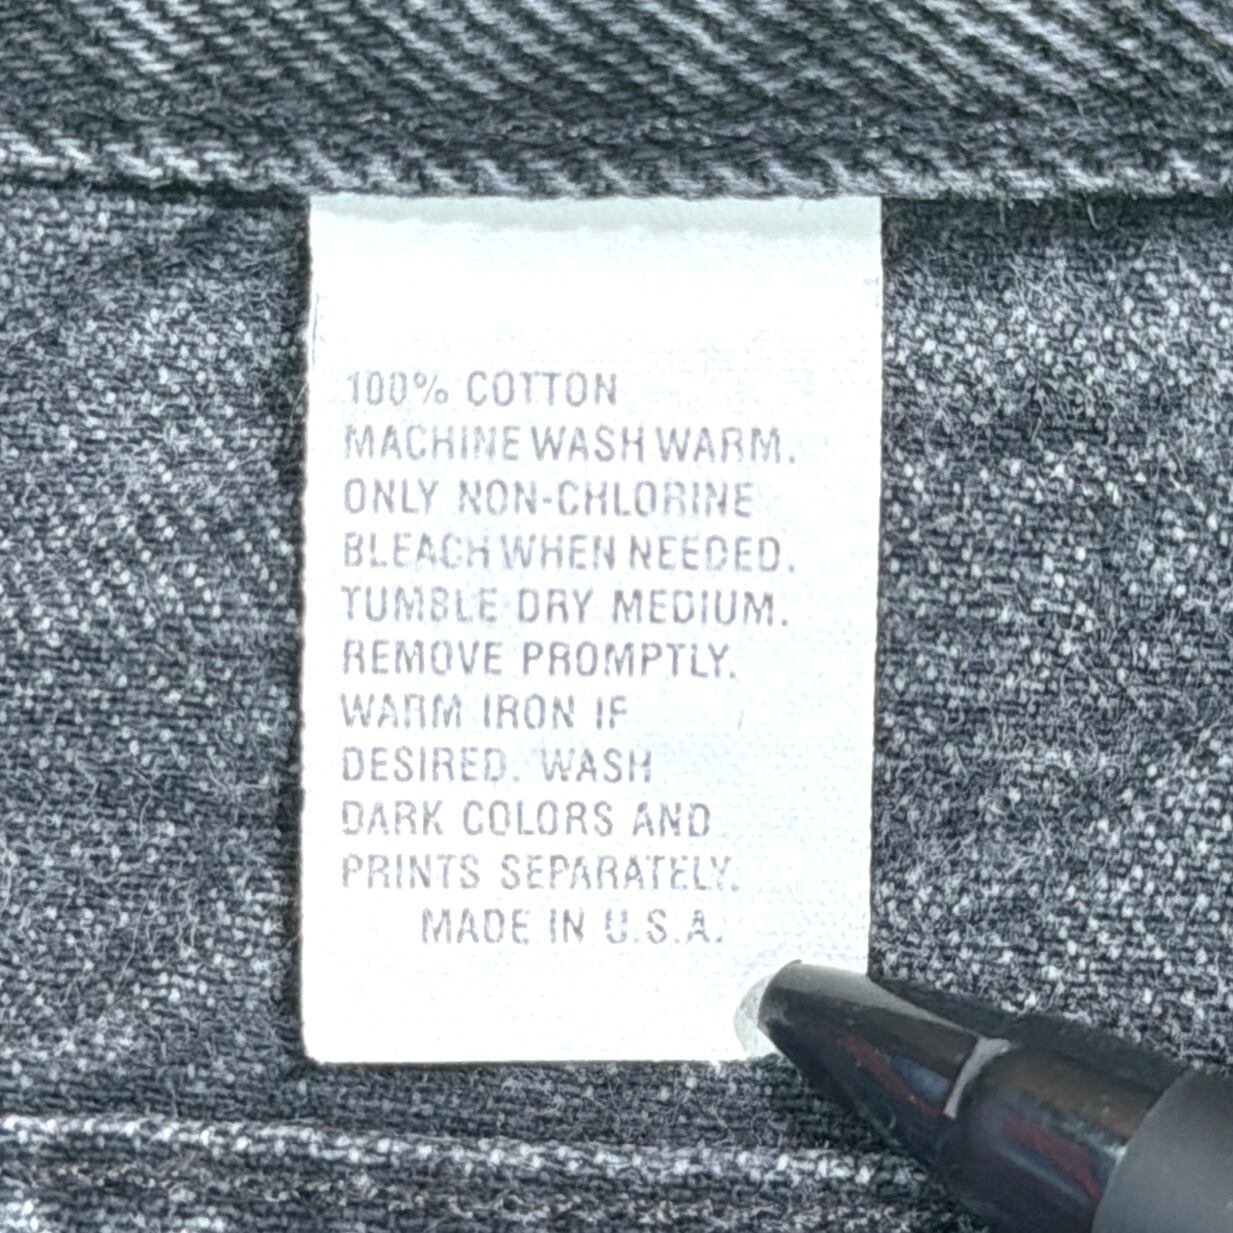 100% COTTON
MACHINE WASH WARM.
ONLY NON-CHLORINE
BLEACH WHEN NEEDED.
TUMBLE DRY MEDIUM.
REMOVE PROMPTLY.
WARM IRON IF
DESIRED. WASH
DARK COLORS AND
PRINTS SEPARATELY.
MADE IN U.S.A.